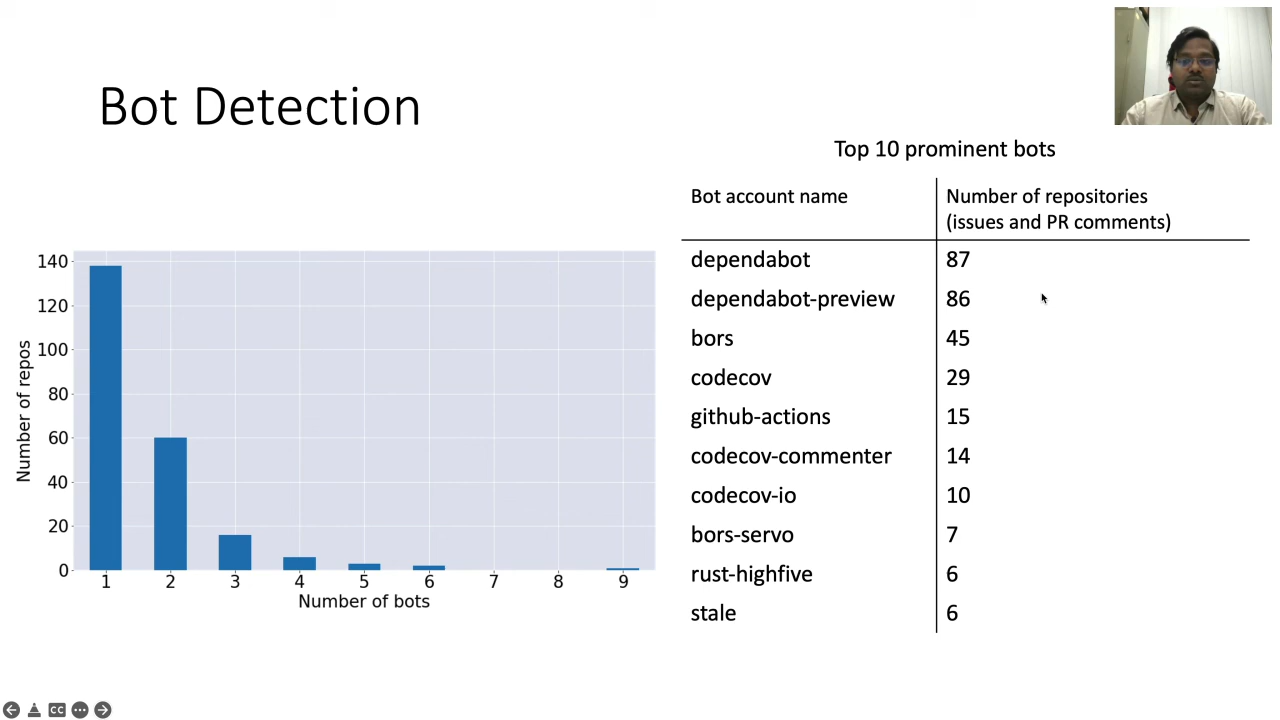 Bot Detection
140
120
100
80
60
40
20
0
Number of repos
1 2 3 4 5 6 7 8 9
Number of bots
Top 10 prominent bots
Bot account name Number of repositories
(issues and PR comments)
dependabot 87
dependabot-preview 86
bors 45
codecov 29
github-actions 15
codecov-commenter 14
codecov-io 10
bors-servo 7
rust-highfive 6
stale 6
CC